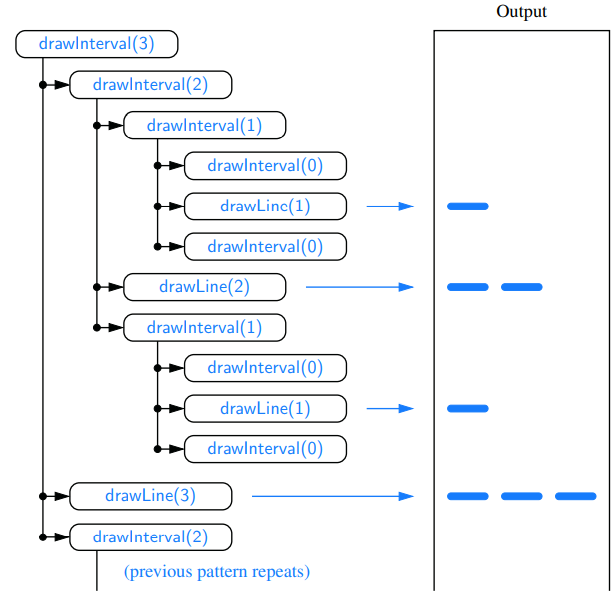 Output
drawInterval(3)
drawInterval(2)
drawInterval(1)
drawInterval(0)
drawLine(1)
drawInterval(0)
drawLine(2)
drawInterval(1)
drawInterval(0)
drawLine(1)
drawInterval(0)
drawLine(3)
drawInterval(2)
(previous pattern repeats)